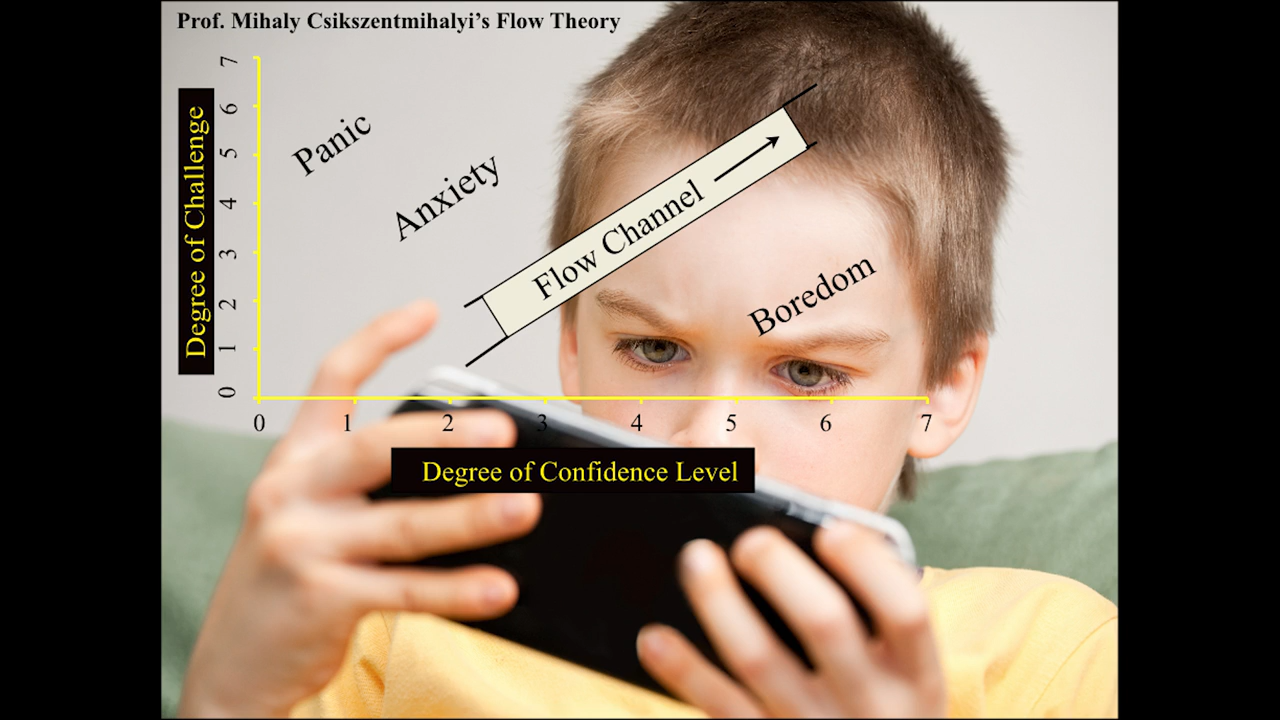 Prof. Mihaly Csikszentmihalyi’s Flow Theory
7
6
5
4
3
2
1
0
Degree of Challenge
Panic
Anxiety
Flow Channel
Boredom
0 1 2 3 4 5 6 7
Degree of Confidence Level